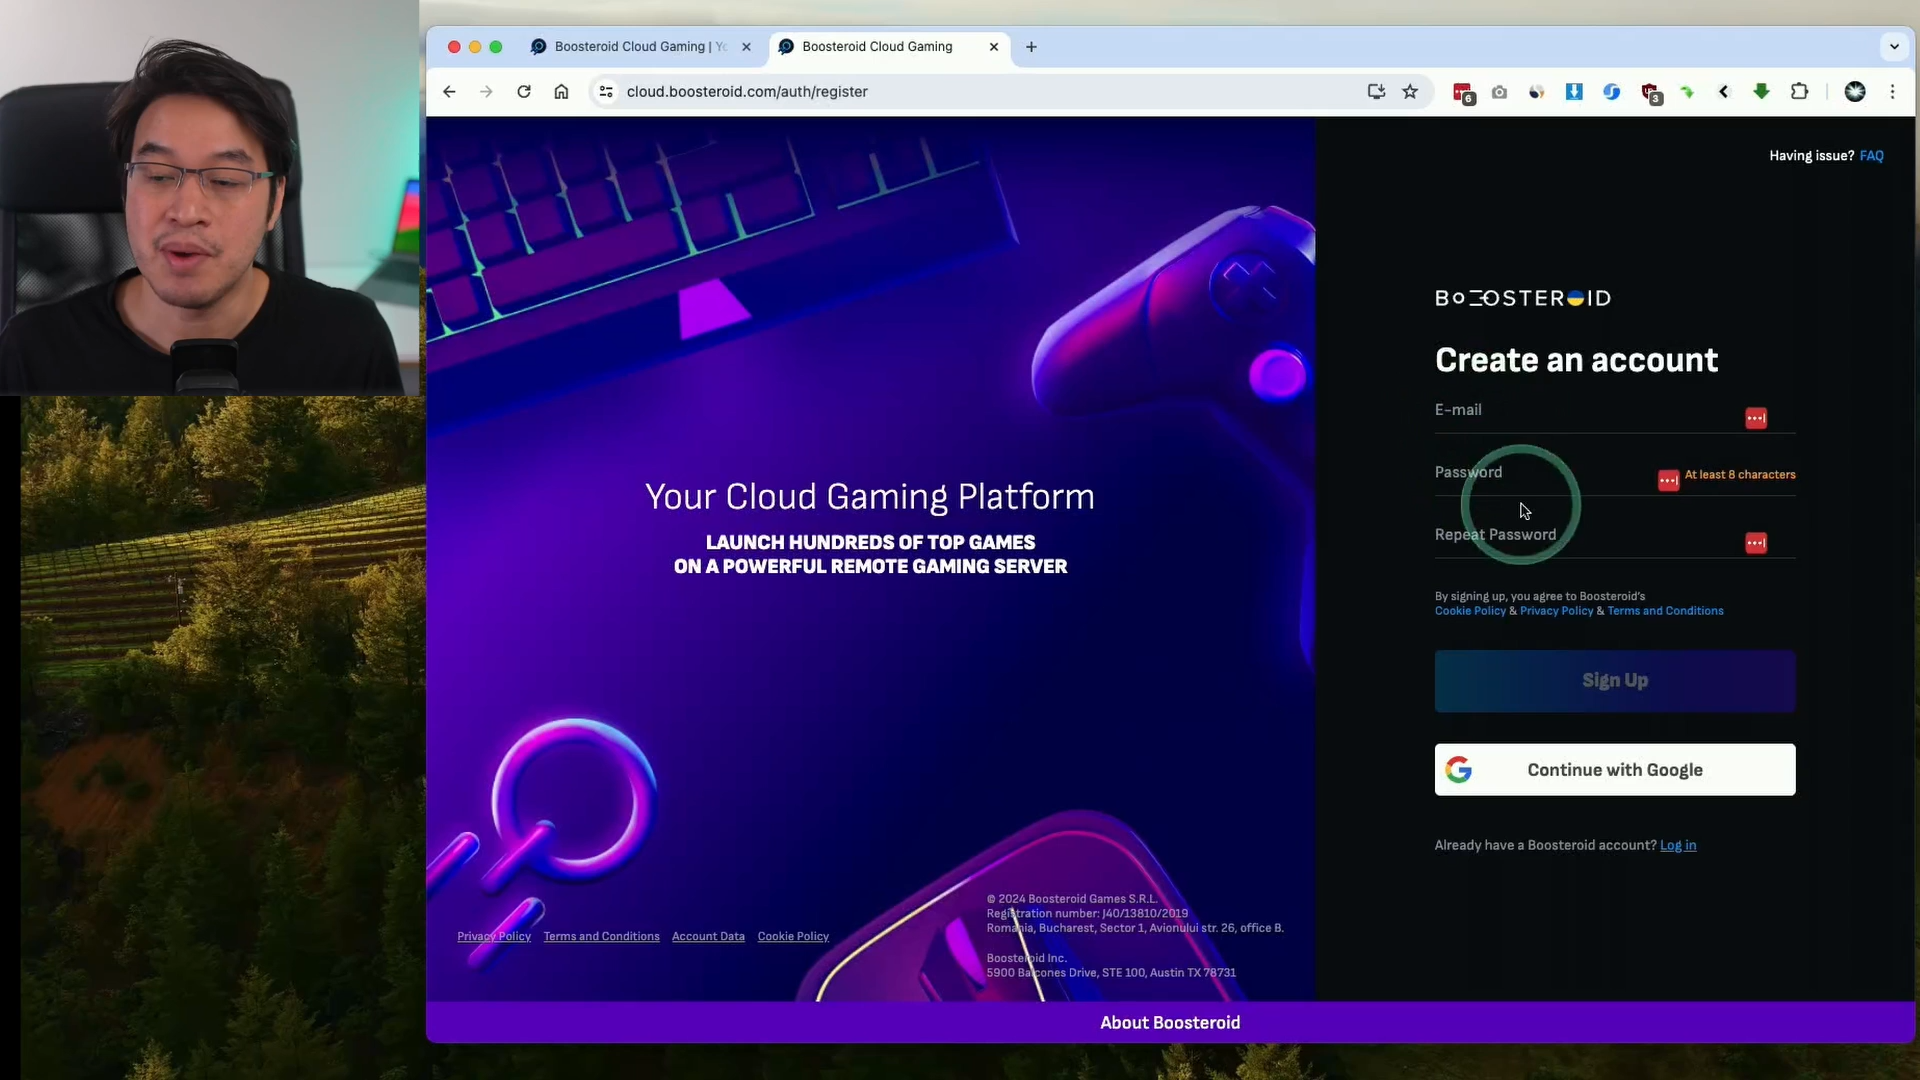 Boosteroid Cloud Gaming | Yo
Boosteroid Cloud Gaming
cloud.boosteroid.com/auth/register
6
3
Having issue? FAQ
BOOSTEROID
Create an account
E-mail
Password
At least 8 characters
Repeat Password
By signing up, you agree to Boosteroid's
Cookie Policy & Privacy Policy & Terms and Conditions
Sign Up
Continue with Google
Already have a Boosteroid account? Log in
Your Cloud Gaming Platform
LAUNCH HUNDREDS OF TOP GAMES
ON A POWERFUL REMOTE GAMING SERVER
Privacy Policy Terms and Conditions Account Data Cookie Policy
© 2024 Boosteroid Games S.R.L.
Registration number: J40/13810/2019
Romania, Bucharest, Sector 1, Avionului str. 26, office B.
Boosteroid Inc.
5900 Balcones Drive, STE 100, Austin TX 78731
About Boosteroid